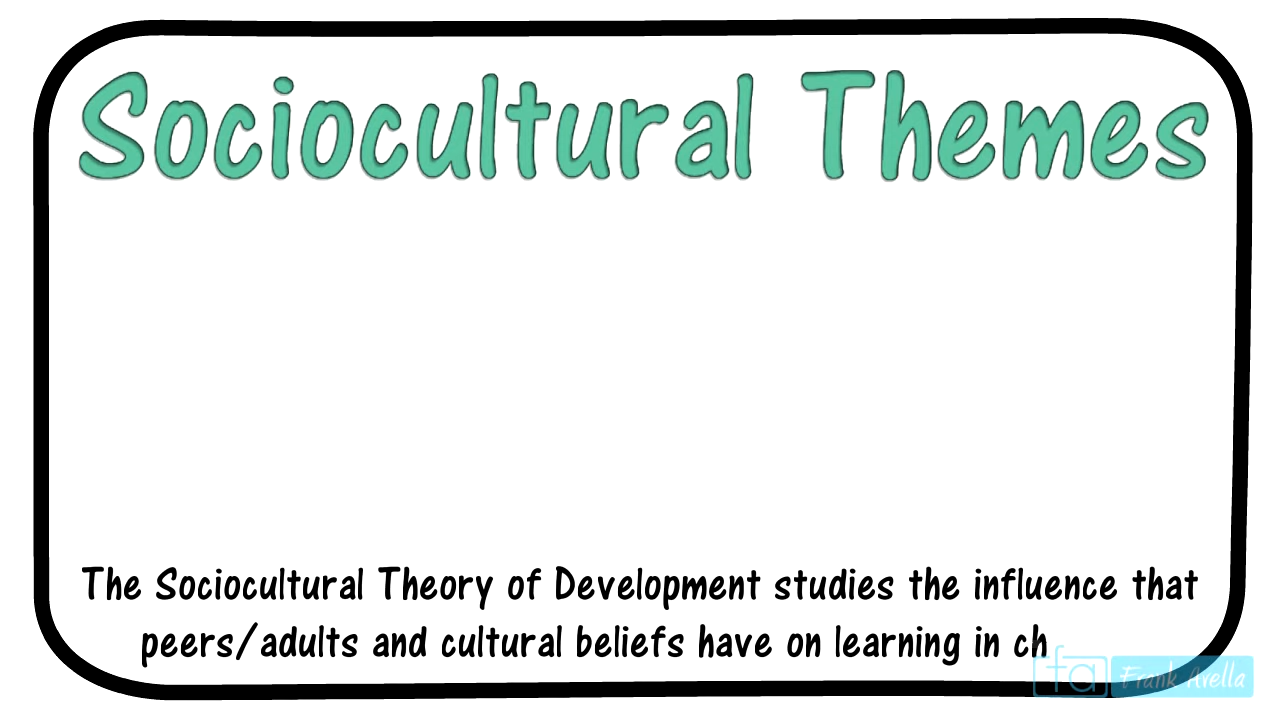 Sociocultural Themes
The Sociocultural Theory of Development studies the influence that
peers/adults and cultural beliefs have on learning in ch
fa Frank Avella